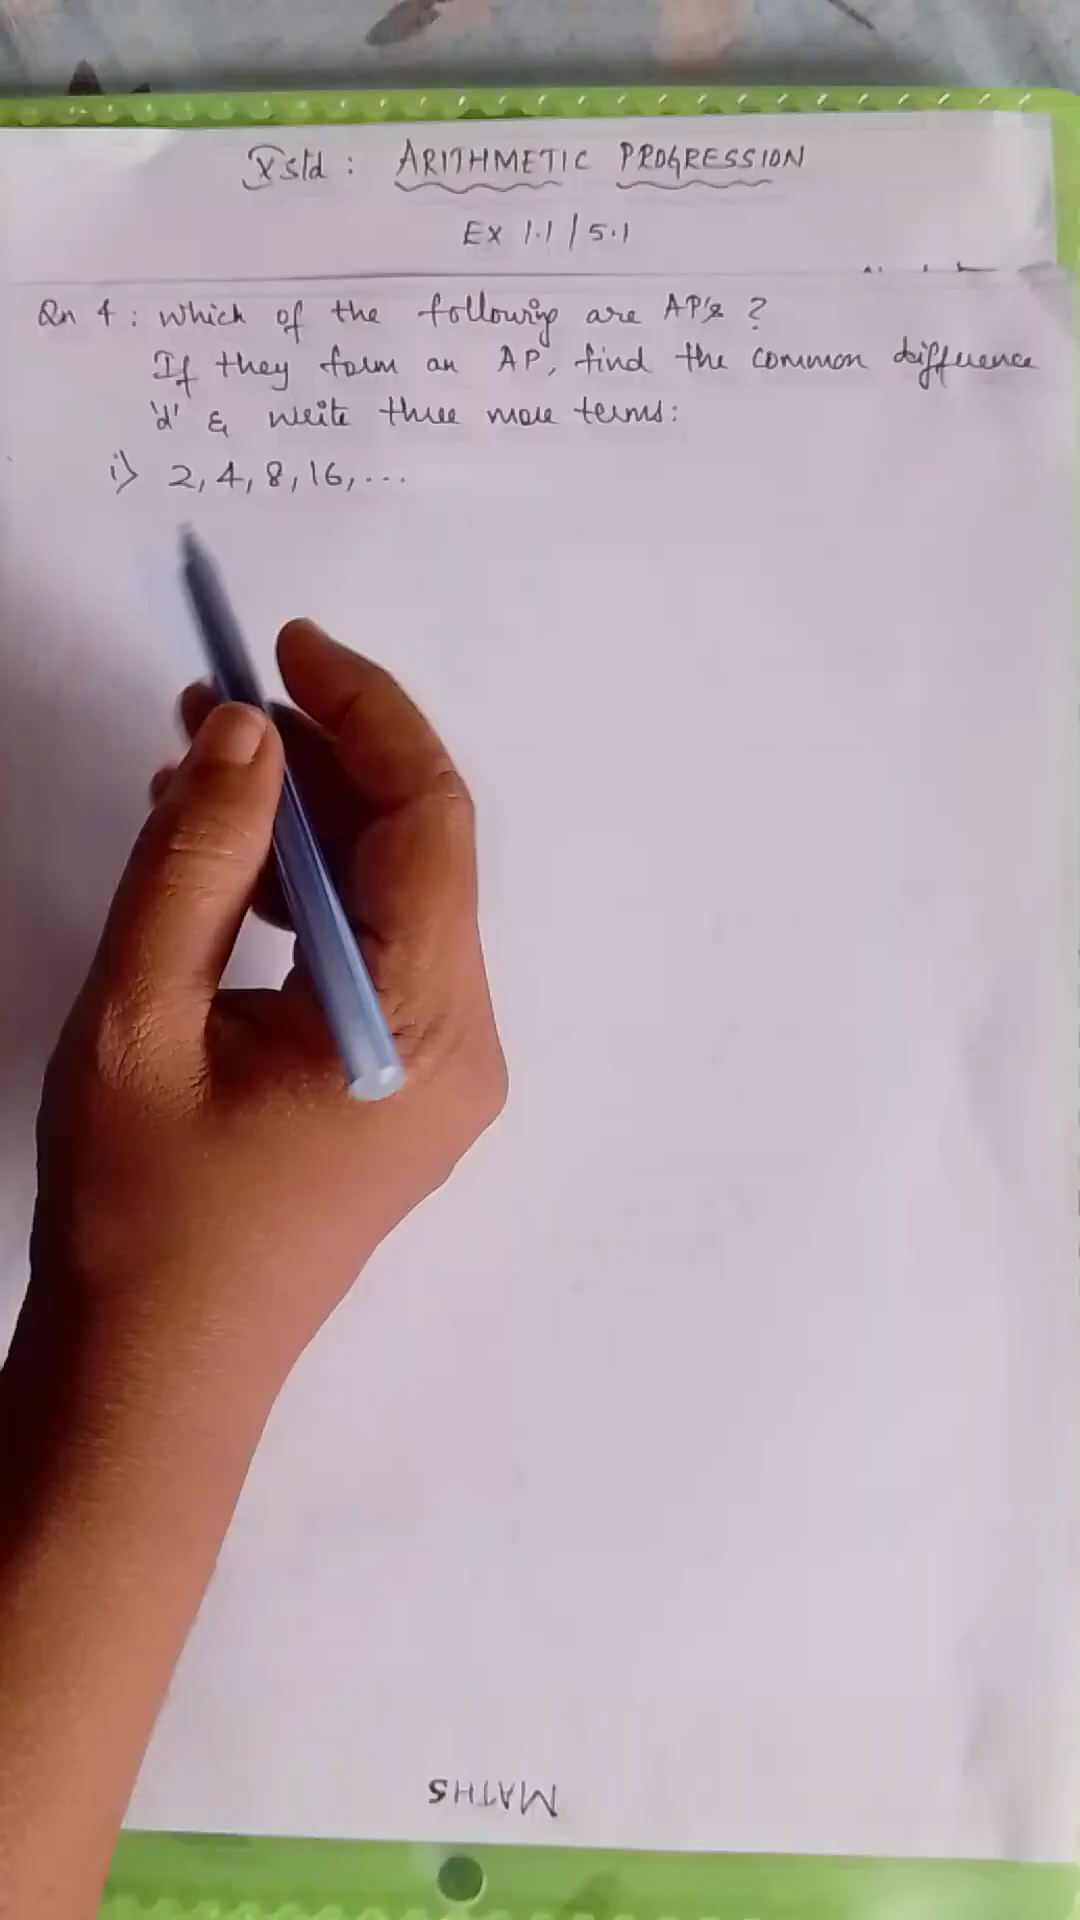 X Std : ARITHMETIC PROGRESSION
Ex 1.1 / 5.1
Qn 4 : Which of the following are AP's ?
If they form an AP, find the common difference
'd' & write three more terms:
i) 2, 4, 8, 16, ...
MATHS